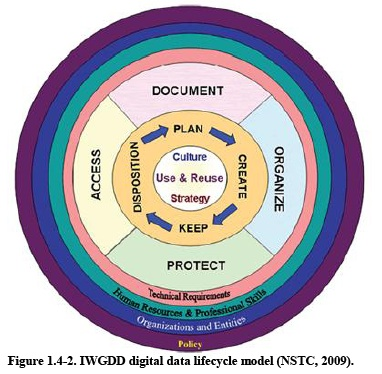 DOCUMENT
PLAN
ACCESS
DISPOSITION
Culture
Use & Reuse
Strategy
CREATE
ORGANIZE
KEEP
PROTECT
Technical Requirements
Human Resources & Professional Skills
Organizations and Entities
Policy
Figure 1.4-2. IWGDD digital data lifecycle model (NSTC, 2009).